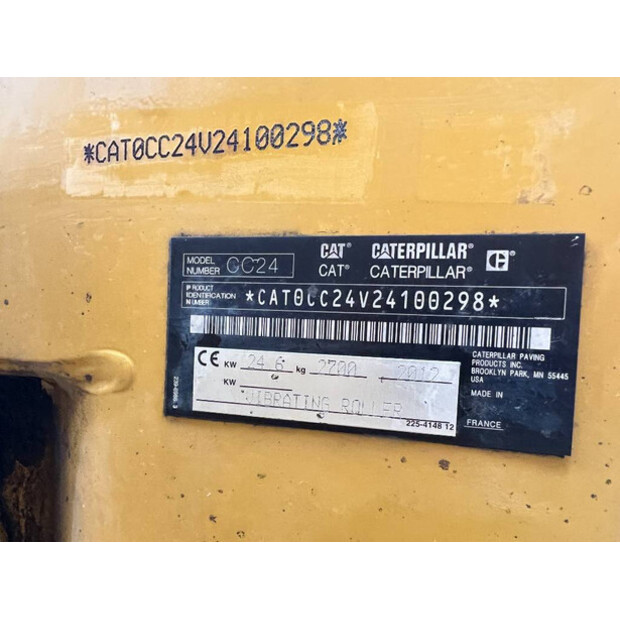 *CAT0CC24V24100298*
MODEL NUMBER CC24
CAT® CATERPILLAR®
CAT® CATERPILLAR®
PRODUCT IDENTIFICATION NUMBER *CAT0CC24V24100298*
CE KW 24.6 kg 2700 2012
KW
VIBRATING ROLLER
225-4148 12
CATERPILLAR PAVING
PRODUCTS INC.
BROOKLYN PARK, MN 55445
USA
MADE IN
FRANCE